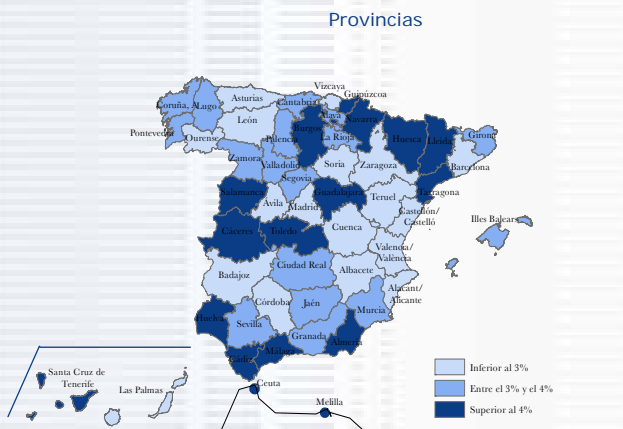 Provincias
Vizcaya
Guipúzcoa
Asturias
Cantabria
Coruña, A
Lugo
León
Álava
Navarra
Burgos
Pontevedra
Ourense
Palencia
La Rioja
Huesca
Lleida
Girona
Zamora
Valladolid
Soria
Zaragoza
Barcelona
Segovia
Salamanca
Guadalajara
Tarragona
Ávila
Madrid
Teruel
Castellón/
Castelló
Illes Balears
Cáceres
Toledo
Cuenca
Valencia/
València
Ciudad Real
Badajoz
Albacete
Alacant/
Alicante
Córdoba
Jaén
Murcia
Huelva
Sevilla
Granada
Almería
Málaga
Cádiz
Santa Cruz de
Tenerife
Las Palmas
Ceuta
Melilla
Inferior al 3%
Entre el 3% y el 4%
Superior al 4%